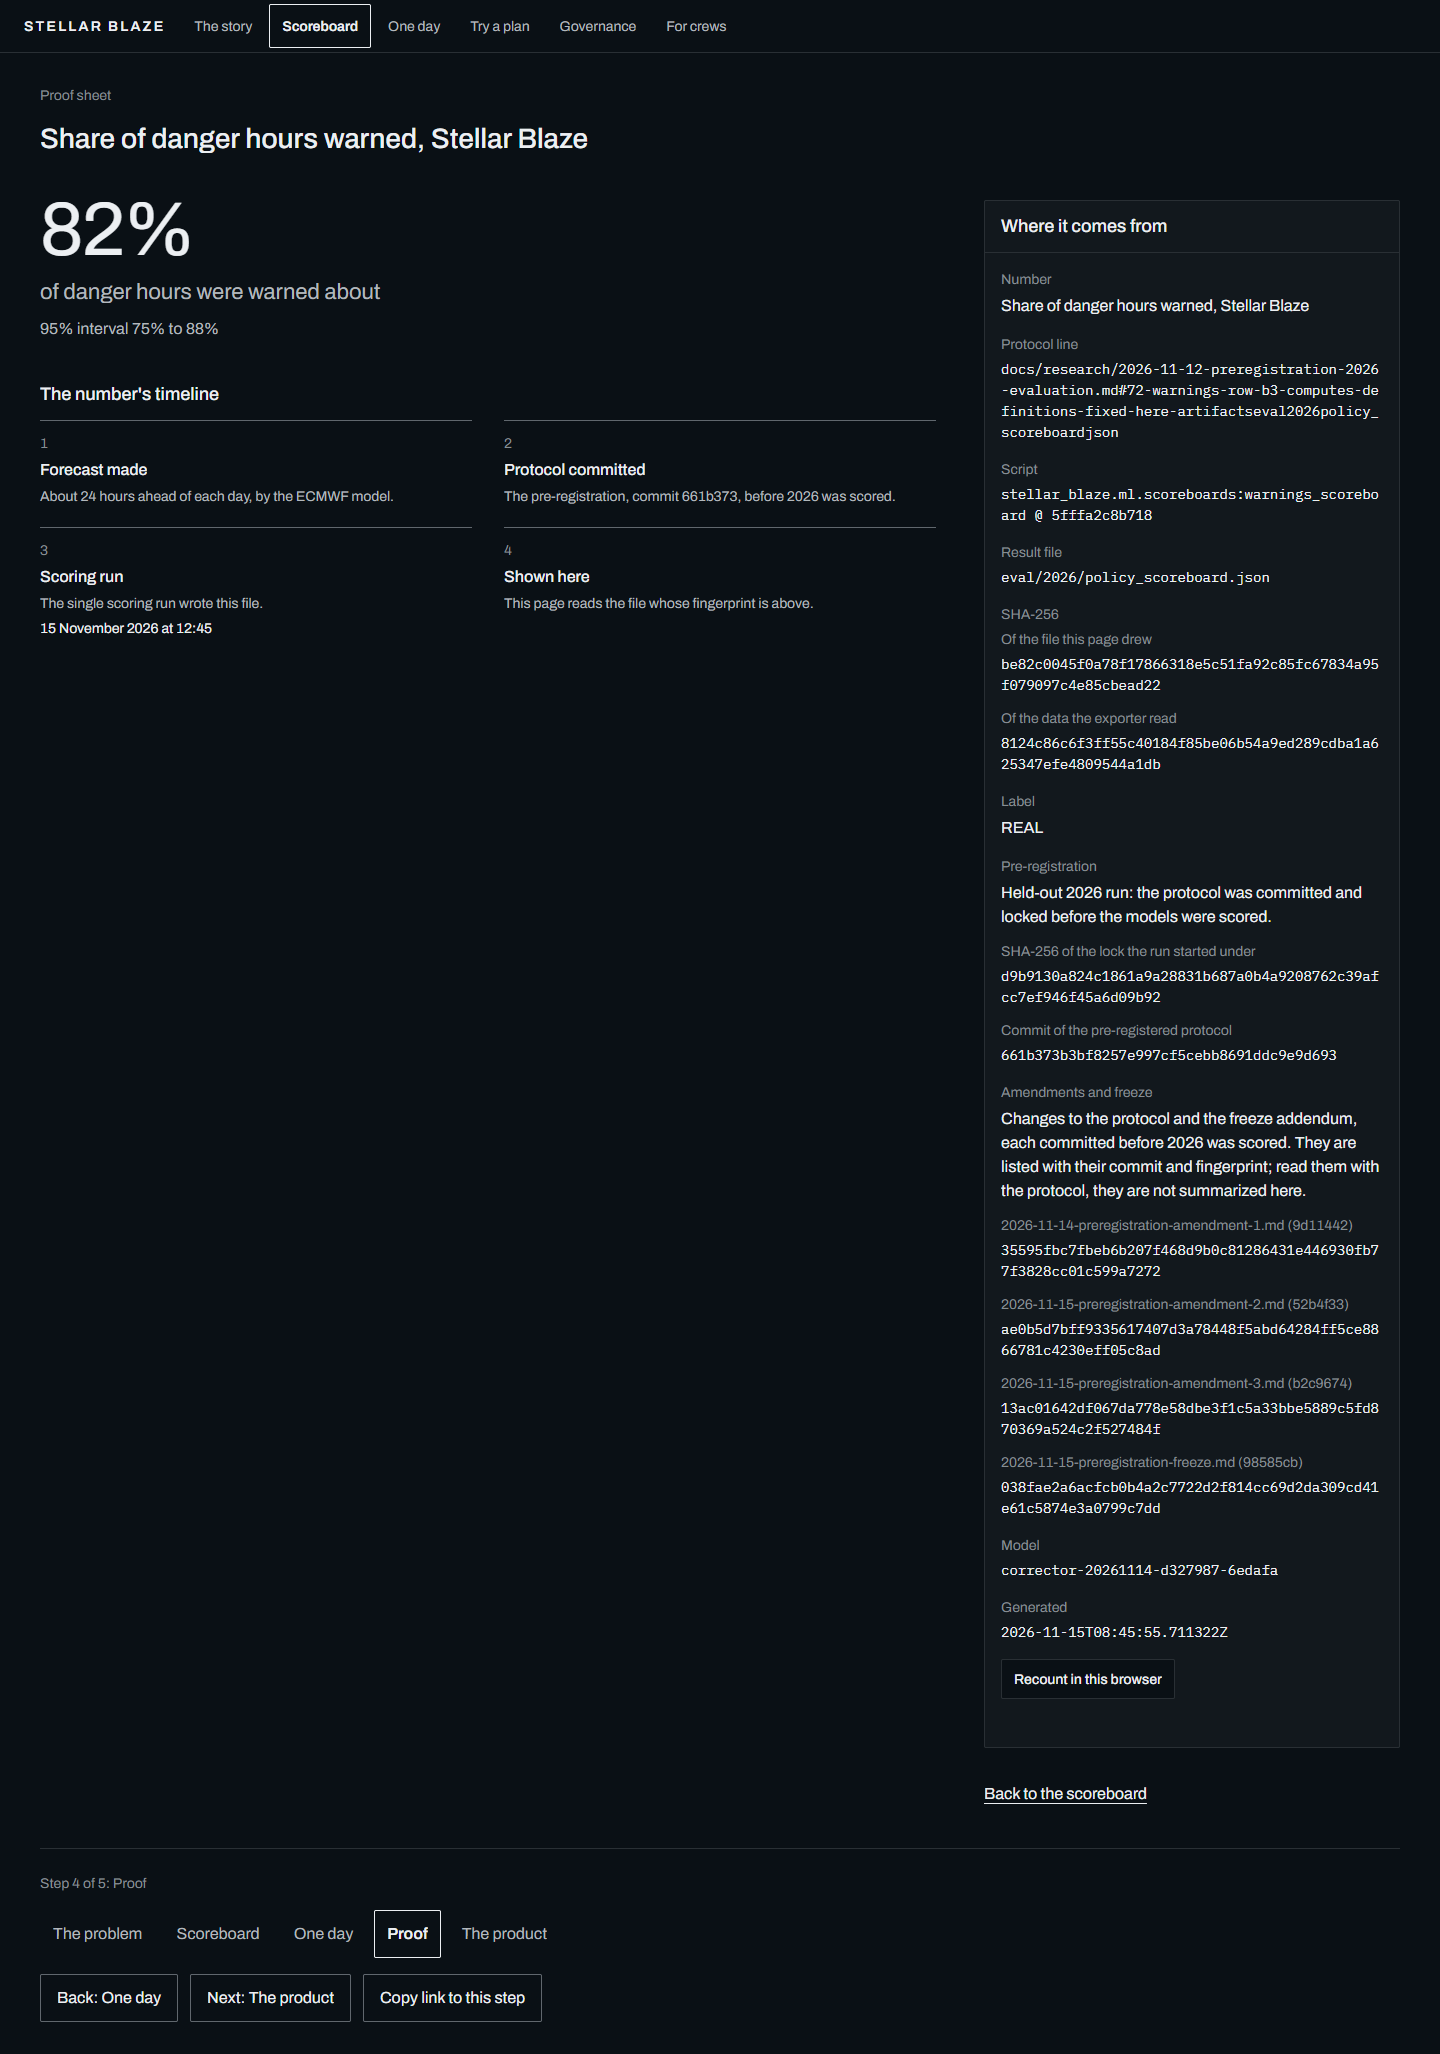 STELLAR BLAZE
The story
Scoreboard
One day
Try a plan
Governance
For crews
Proof sheet
Share of danger hours warned, Stellar Blaze
82%
of danger hours were warned about
95% interval 75% to 88%
The number's timeline
1
Forecast made
About 24 hours ahead of each day, by the ECMWF model.
2
Protocol committed
The pre-registration, commit 661b373, before 2026 was scored.
3
Scoring run
The single scoring run wrote this file.
15 November 2026 at 12:45
4
Shown here
This page reads the file whose fingerprint is above.
Where it comes from
Number
Share of danger hours warned, Stellar Blaze
Protocol line
docs/research/2026-11-12-preregistration-2026
-evaluation.md#72-warnings-row-b3-computes-de
finitions-fixed-here-artifactseval2026policy_
scoreboardjson
Script
stellar_blaze.ml.scoreboards:warnings_scorebo
ard @ 5fffa2c8b718
Result file
eval/2026/policy_scoreboard.json
SHA-256
Of the file this page drew
be82c0045f0a78f17866318e5c51fa92c85fc67834a95
f079097c4e85cbead22
Of the data the exporter read
8124c86c6f3ff55c40184f85be06b54a9ed289cdba1a6
25347efe4809544a1db
Label
REAL
Pre-registration
Held-out 2026 run: the protocol was committed and
locked before the models were scored.
SHA-256 of the lock the run started under
d9b9130a824c1861a9a28831b687a0b4a9208762c39af
cc7ef946f45a6d09b92
Commit of the pre-registered protocol
661b373b3bf8257e997cf5cebb8691ddc9e9d693
Amendments and freeze
Changes to the protocol and the freeze addendum,
each committed before 2026 was scored. They are
listed with their commit and fingerprint; read them with
the protocol, they are not summarized here.
2026-11-14-preregistration-amendment-1.md (9d11442)
35595fbc7fbeb6b207f468d9b0c81286431e446930fb7
7f3828cc01c599a7272
2026-11-15-preregistration-amendment-2.md (52b4f33)
ae0b5d7bff9335617407d3a78448f5abd64284ff5ce88
66781c4230eff05c8ad
2026-11-15-preregistration-amendment-3.md (b2c9674)
13ac01642df067da778e58dbe3f1c5a33bbe5889c5fd8
70369a524c2f527484f
2026-11-15-preregistration-freeze.md (98585cb)
038fae2a6acfcb0b4a2c7722d2f814cc69d2da309cd41
e61c5874e3a0799c7dd
Model
corrector-20261114-d327987-6edafa
Generated
2026-11-15T08:45:55.711322Z
Recount in this browser
Back to the scoreboard
Step 4 of 5: Proof
The problem
Scoreboard
One day
Proof
The product
Back: One day
Next: The product
Copy link to this step